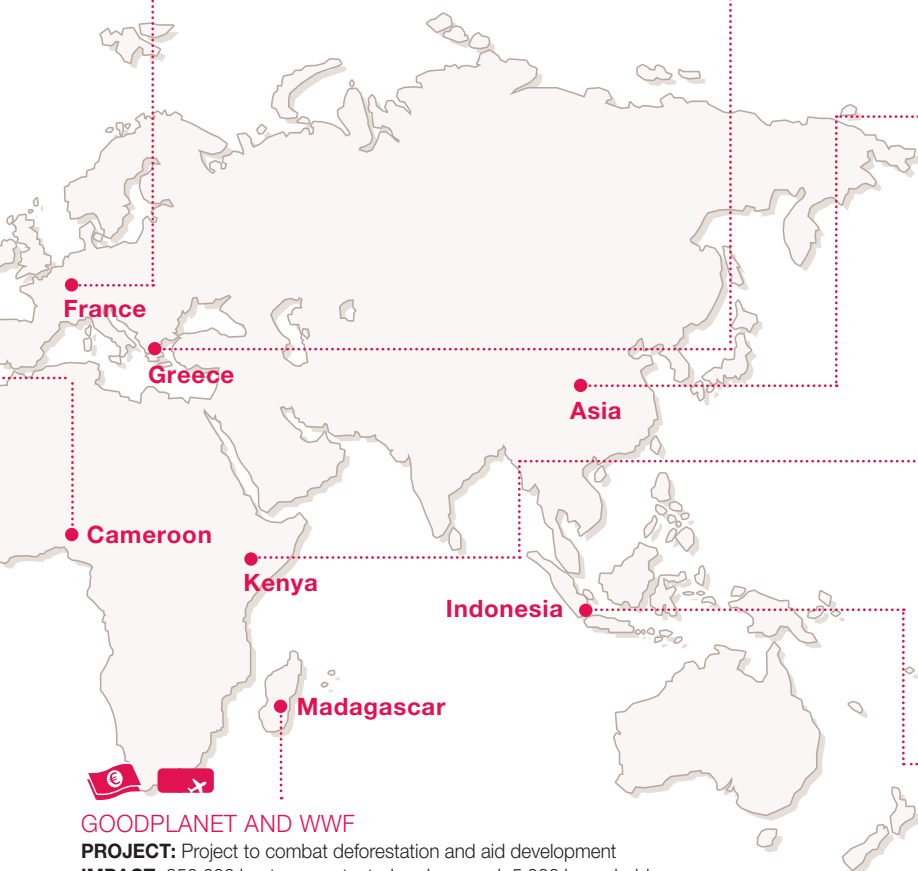 France
Greece
Asia
Cameroon
Kenya
Indonesia
Madagascar
€
GOODPLANET AND WWF
PROJECT: Project to combat deforestation and aid development